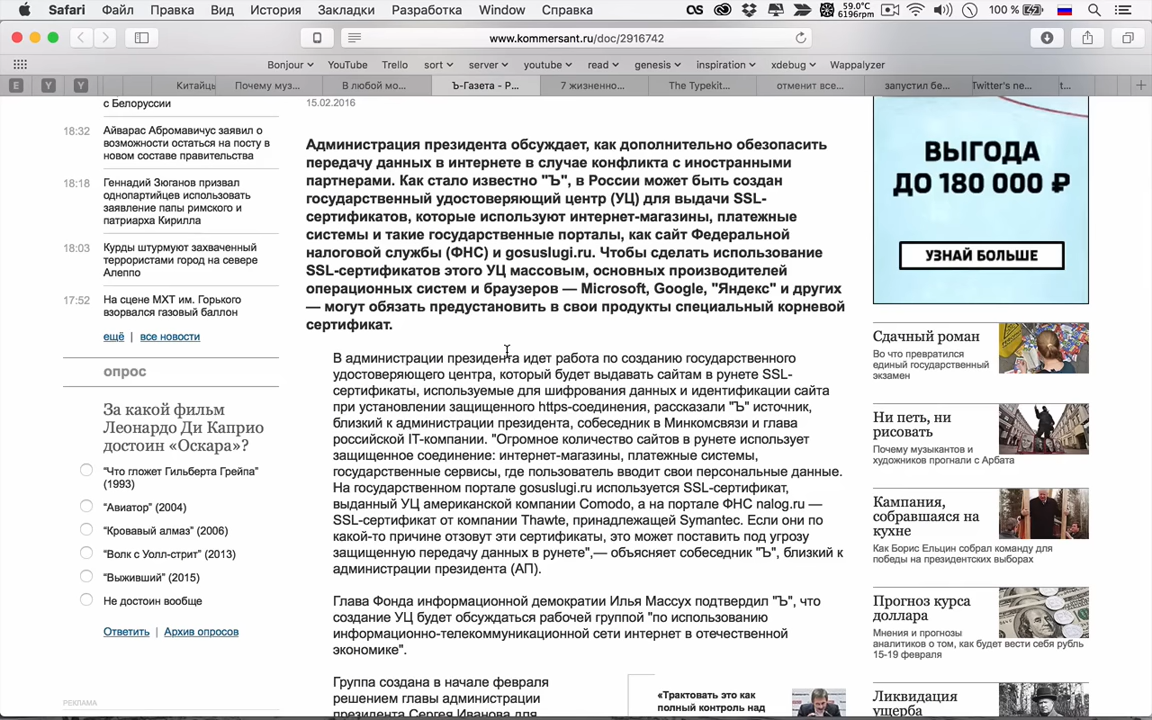 Safari Файл Правка Вид История Закладки Разработка Window Справка
59.0°C
6196rpm
100 %
www.kommersant.ru/doc/2916742
Bonjour YouTube Trello sort server youtube read genesis inspiration xdebug Wappalyzer
E Y Y Китайцы Почему муз... В любой мо... Ъ-Газета - Р... 7 жизненно... The Typekit... отменит все... запустил бе... Twitter's ne... t...
с Белоруссии
18:32 Айварас Абромавичус заявил о
возможности остаться на посту в
новом составе правительства
18:18 Геннадий Зюганов призвал
однопартийцев использовать
заявление папы римского и
патриарха Кирилла
18:03 Курды штурмуют захваченный
террористами город на севере
Алеппо
17:52 На сцене МХТ им. Горького
взорвался газовый баллон
ещё | все новости
опрос
За какой фильм
Леонардо Ди Каприо
достоин «Оскара»?
"Что гложет Гильберта Грейпа"
(1993)
"Авиатор" (2004)
"Кровавый алмаз" (2006)
"Волк с Уолл-стрит" (2013)
"Выживший" (2015)
Не достоин вообще
Ответить | Архив опросов
РЕКЛАМА
15.02.2016
Администрация президента обсуждает, как дополнительно обезопасить
передачу данных в интернете в случае конфликта с иностранными
партнерами. Как стало известно "Ъ", в России может быть создан
государственный удостоверяющий центр (УЦ) для выдачи SSL-
сертификатов, которые используют интернет-магазины, платежные
системы и такие государственные порталы, как сайт Федеральной
налоговой службы (ФНС) и gosuslugi.ru. Чтобы сделать использование
SSL-сертификатов этого УЦ массовым, основных производителей
операционных систем и браузеров — Microsoft, Google, "Яндекс" и других
— могут обязать предустановить в свои продукты специальный корневой
сертификат.
В администрации президента идет работа по созданию государственного
удостоверяющего центра, который будет выдавать сайтам в рунете SSL-
сертификаты, используемые для шифрования данных и идентификации сайта
при установлении защищенного https-соединения, рассказали "Ъ" источник,
близкий к администрации президента, собеседник в Минкомсвязи и глава
российской IT-компании. "Огромное количество сайтов в рунете использует
защищенное соединение: интернет-магазины, платежные системы,
государственные сервисы, где пользователь вводит свои персональные данные.
На государственном портале gosuslugi.ru используется SSL-сертификат,
выданный УЦ американской компании Comodo, а на портале ФНС nalog.ru —
SSL-сертификат от компании Thawte, принадлежащей Symantec. Если они по
какой-то причине отзовут эти сертификаты, это может поставить под угрозу
защищенную передачу данных в рунете",— объясняет собеседник "Ъ", близкий к
администрации президента (АП).
Глава Фонда информационной демократии Илья Массух подтвердил "Ъ", что
создание УЦ будет обсуждаться рабочей группой "по использованию
информационно-телекоммуникационной сети интернет в отечественной
экономике".
Группа создана в начале февраля
решением главы администрации
президента Сергея Иванова для
«Трактовать это как
полный контроль над
ВЫГОДА
ДО 180 000 ₽
УЗНАЙ БОЛЬШЕ
Сдачный роман
Во что превратился
единый государственный
экзамен
Ни петь, ни
рисовать
Почему музыкантов и
художников прогнали с Арбата
Кампания,
собравшаяся на
кухне
Как Борис Ельцин собрал команду для
победы на президентских выборах
Прогноз курса
доллара
Мнения и прогнозы
аналитиков о том, как будет вести себя рубль
15-19 февраля
Ликвидация
ущерба